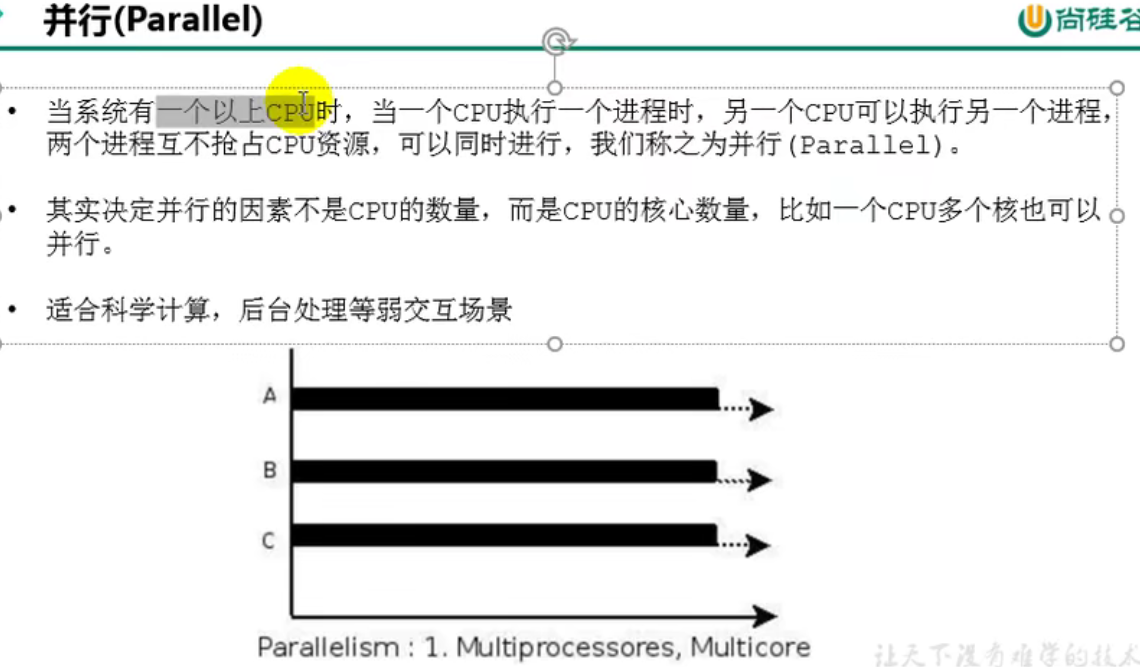 并行(Parallel)
尚硅谷
• 当系统有一个以上CPU时，当一个CPU执行一个进程时，另一个CPU可以执行另一个进程，
两个进程互不抢占CPU资源，可以同时进行，我们称之为并行(Parallel)。
• 其实决定并行的因素不是CPU的数量，而是CPU的核心数量，比如一个CPU多个核也可以
并行。
• 适合科学计算，后台处理等弱交互场景
A
B
C
Parallelism : 1. Multiprocessores, Multicore
让天下没有难学的技术